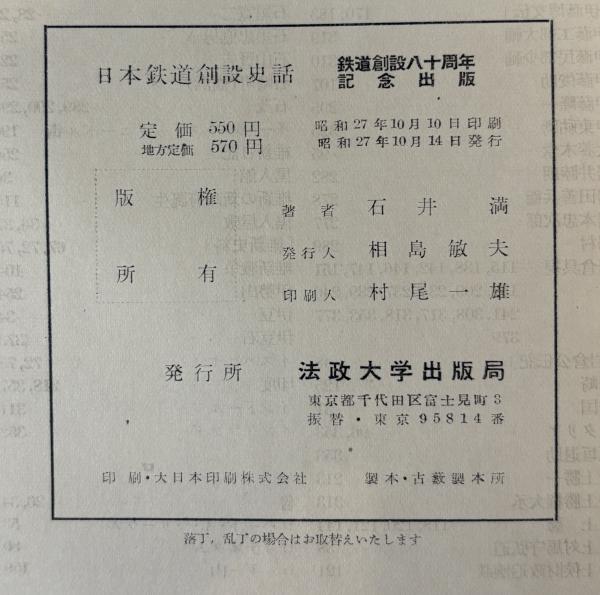 日本鉄道創設史話
鉄道創設八十周年
記念出版
定価 550円
地方定価 570円
昭和27年10月10日印刷
昭和27年10月14日発行
版権
所有
著者 石井満
発行人 相島敏夫
印刷人 村尾一雄
発行所 法政大学出版局
東京都千代田区富士見町3
振替・東京95814番
印刷・大日本印刷株式会社 製本・古藪製本所
落丁，乱丁の場合はお取替えいたします